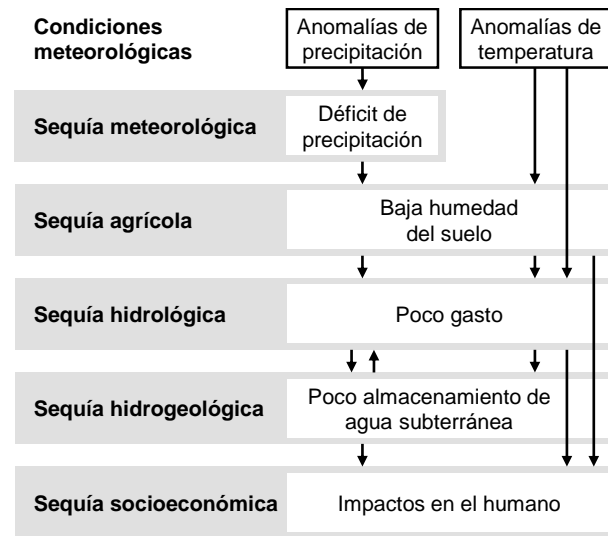 Condiciones
meteorológicas
Anomalías de
precipitación
Anomalías de
temperatura
Sequía meteorológica
Déficit de
precipitación
Sequía agrícola
Baja humedad
del suelo
Sequía hidrológica
Poco gasto
Sequía hidrogeológica
Poco almacenamiento de
agua subterránea
Sequía socioeconómica
Impactos en el humano